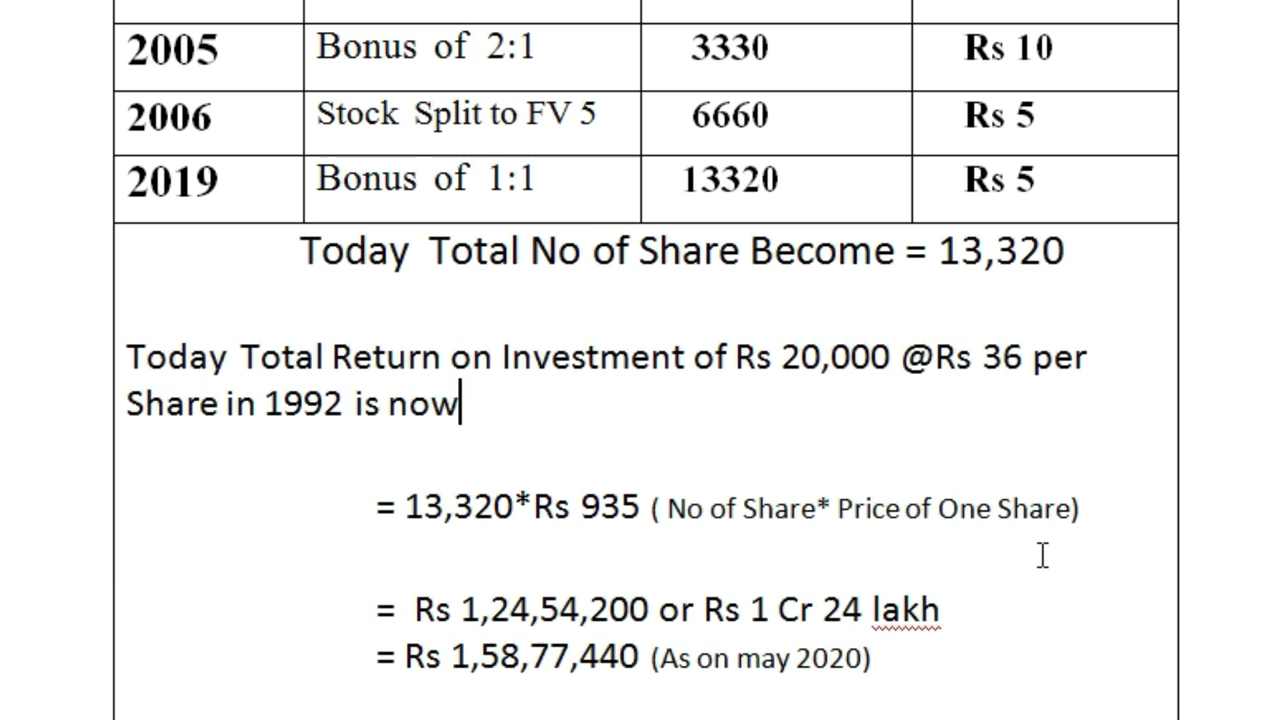 2005 Bonus of 2:1 3330 Rs 10
2006 Stock Split to FV 5 6660 Rs 5
2019 Bonus of 1:1 13320 Rs 5
Today Total No of Share Become = 13,320
Today Total Return on Investment of Rs 20,000 @Rs 36 per
Share in 1992 is now
= 13,320*Rs 935 ( No of Share* Price of One Share)
= Rs 1,24,54,200 or Rs 1 Cr 24 lakh
= Rs 1,58,77,440 (As on may 2020)